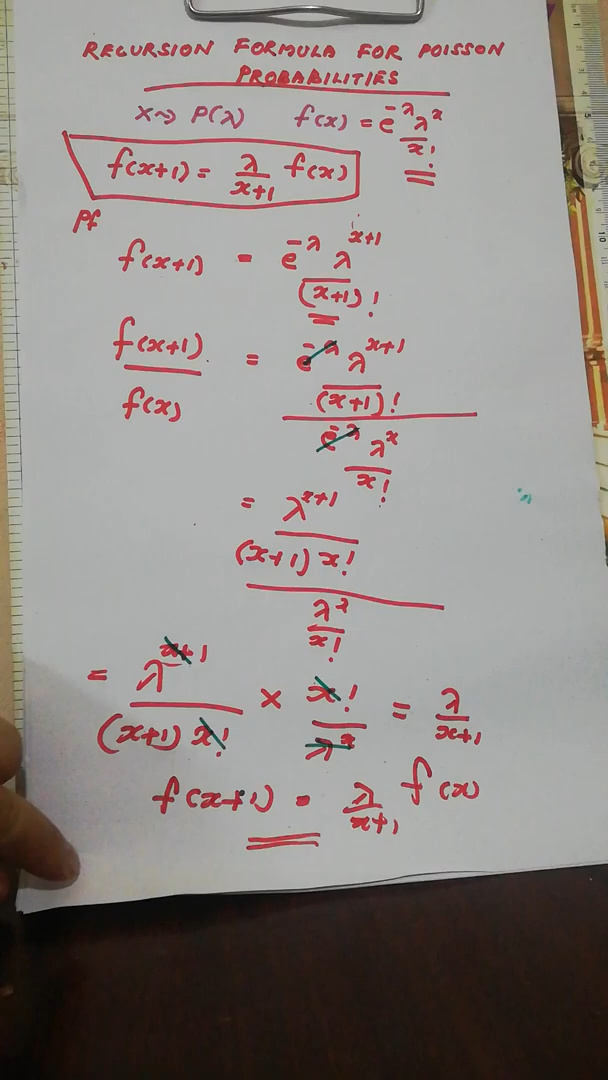 RECURSION FORMULA FOR POISSON
PROBABILITIES
X~> P(λ) f(x) = e^-λ λ^x / x!
f(x+1) = λ/(x+1) f(x)
Pf
f(x+1) = e^-λ λ^(x+1) / (x+1)!
f(x+1) / f(x) = e^-λ λ^(x+1) / (x+1)! / e^-λ λ^x / x!
= λ^(x+1) / (x+1) x! / λ^x / x!
= λ^(x+1) / (x+1) x! × x! / λ^x = λ/(x+1)
f(x+1) = λ/(x+1) f(x)